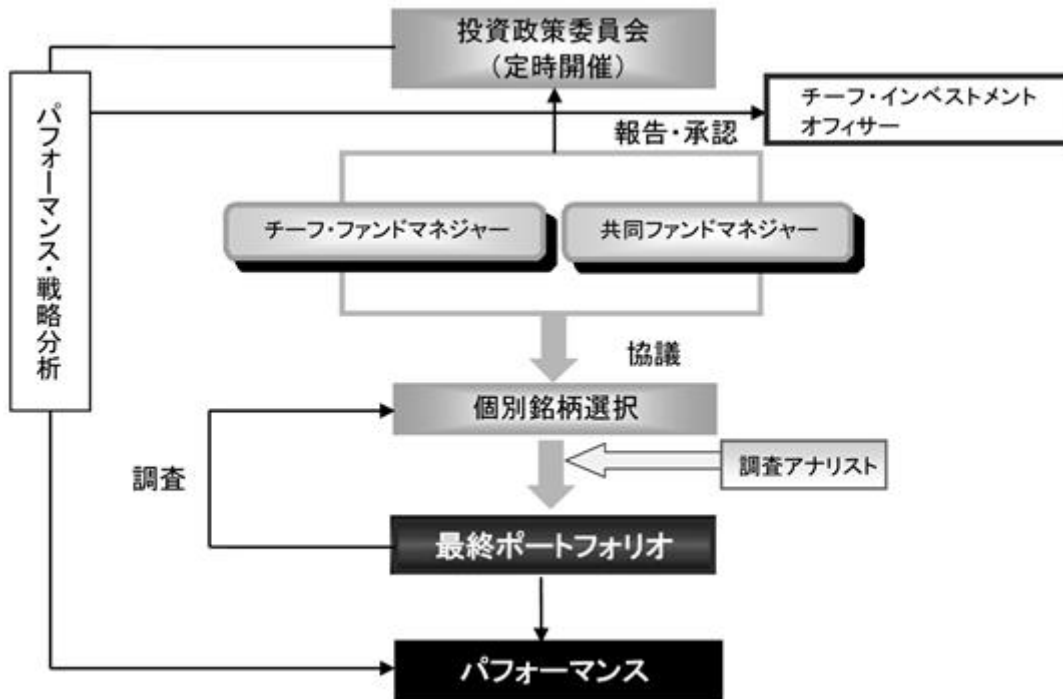 投資政策委員会
（定時開催）
チーフ・インベストメント
オフィサー
報告・承認
パフォーマンス・戦略分析
チーフ・ファンドマネジャー
共同ファンドマネジャー
協議
個別銘柄選択
調査アナリスト
調査
最終ポートフォリオ
パフォーマンス